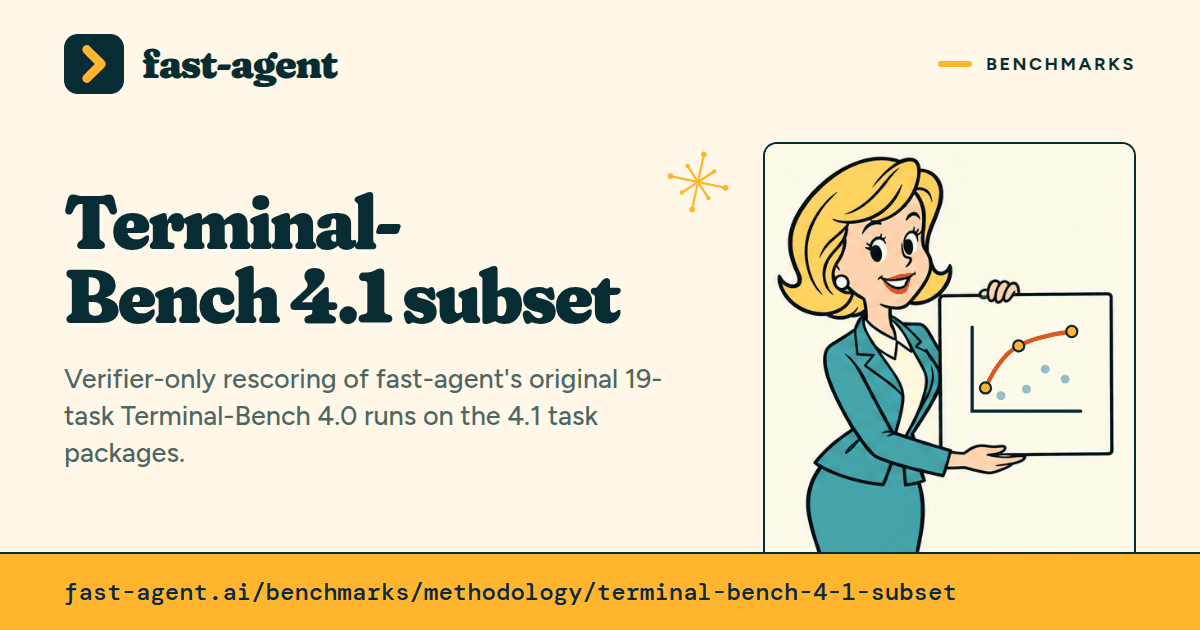 fast-agent
BENCHMARKS
Terminal-
Bench 4.1 subset
Verifier-only rescoring of fast-agent's original 19-
task Terminal-Bench 4.0 runs on the 4.1 task
packages.
fast-agent.ai/benchmarks/methodology/terminal-bench-4-1-subset